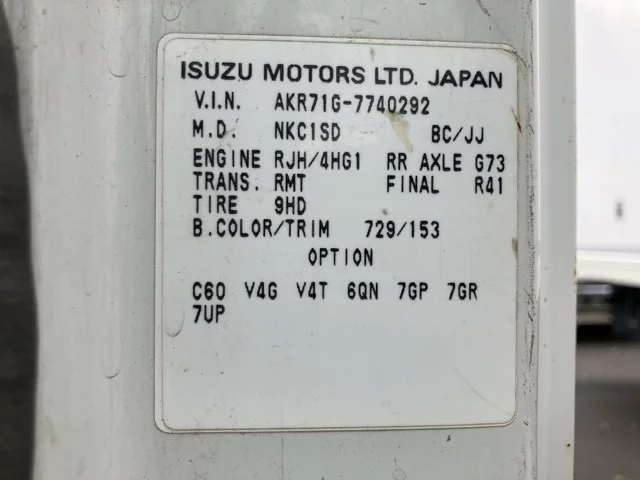 ISUZU MOTORS LTD. JAPAN
V.I.N. AKR71G-7740292
M.D. NKC1SD BC/JJ
ENGINE RJH/4HG1 RR AXLE G73
TRANS. RMT FINAL R41
TIRE 9HD
B.COLOR/TRIM 729/153
OPTION
C60 V4G V4T 6QN 7GP 7GR
7UP